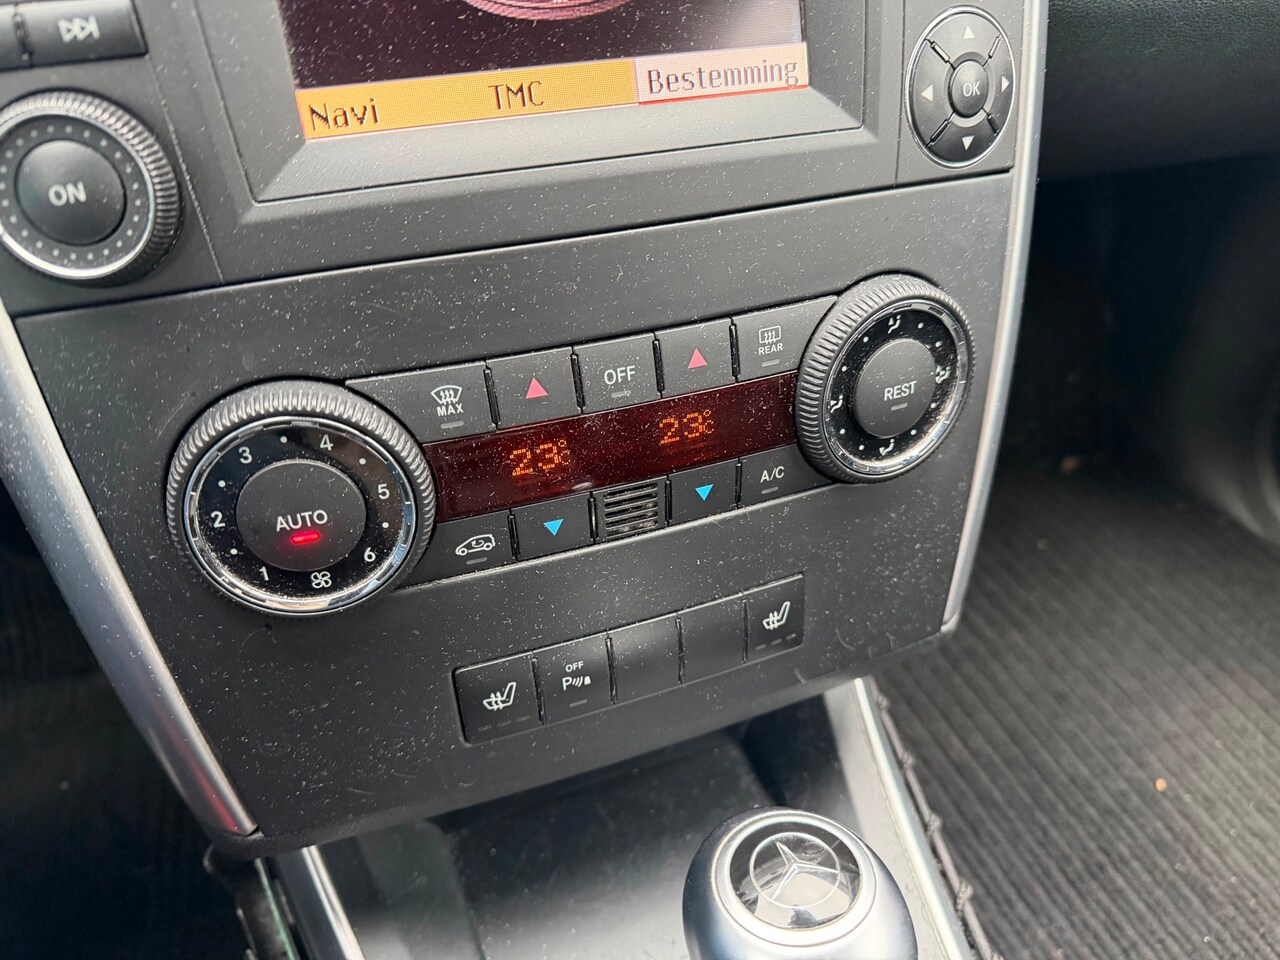 Navi TMC Bestemming
OK
ON
MAX
OFF
REAR
REST
23°C 23°C
A/C
AUTO
1 2 3 4 5 6
OFF
P